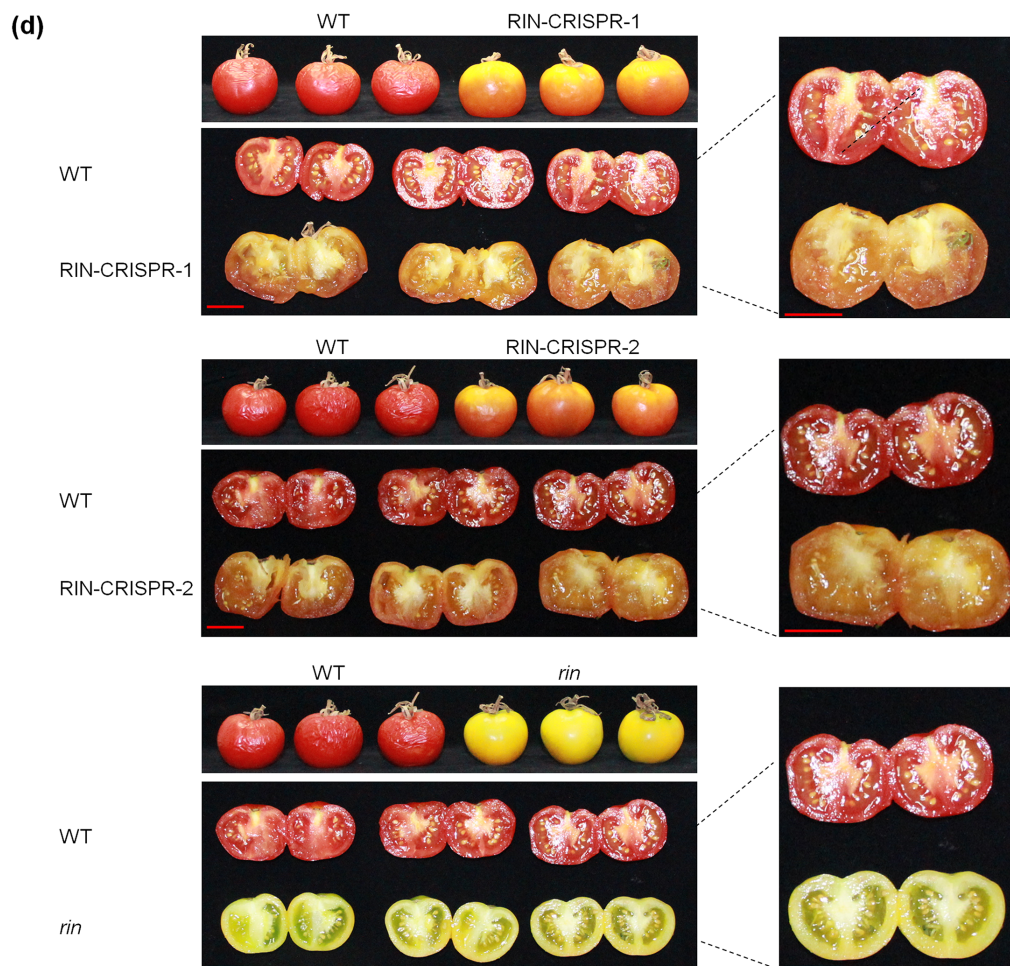 (d)
WT RIN-CRISPR-1
WT
RIN-CRISPR-1
WT RIN-CRISPR-2
WT
RIN-CRISPR-2
WT rin
WT
rin